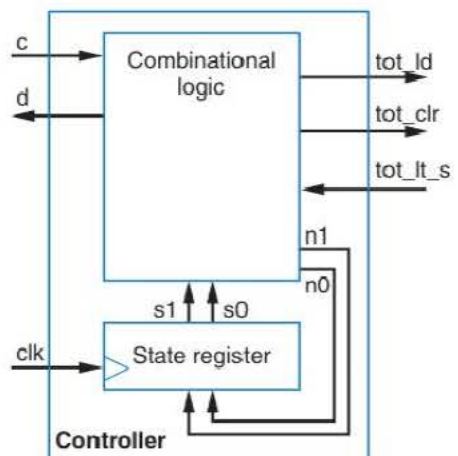 c
d
Combinational
logic
tot_ld
tot_clr
tot_lt_s
n1
n0
s1
s0
clk
State register
Controller